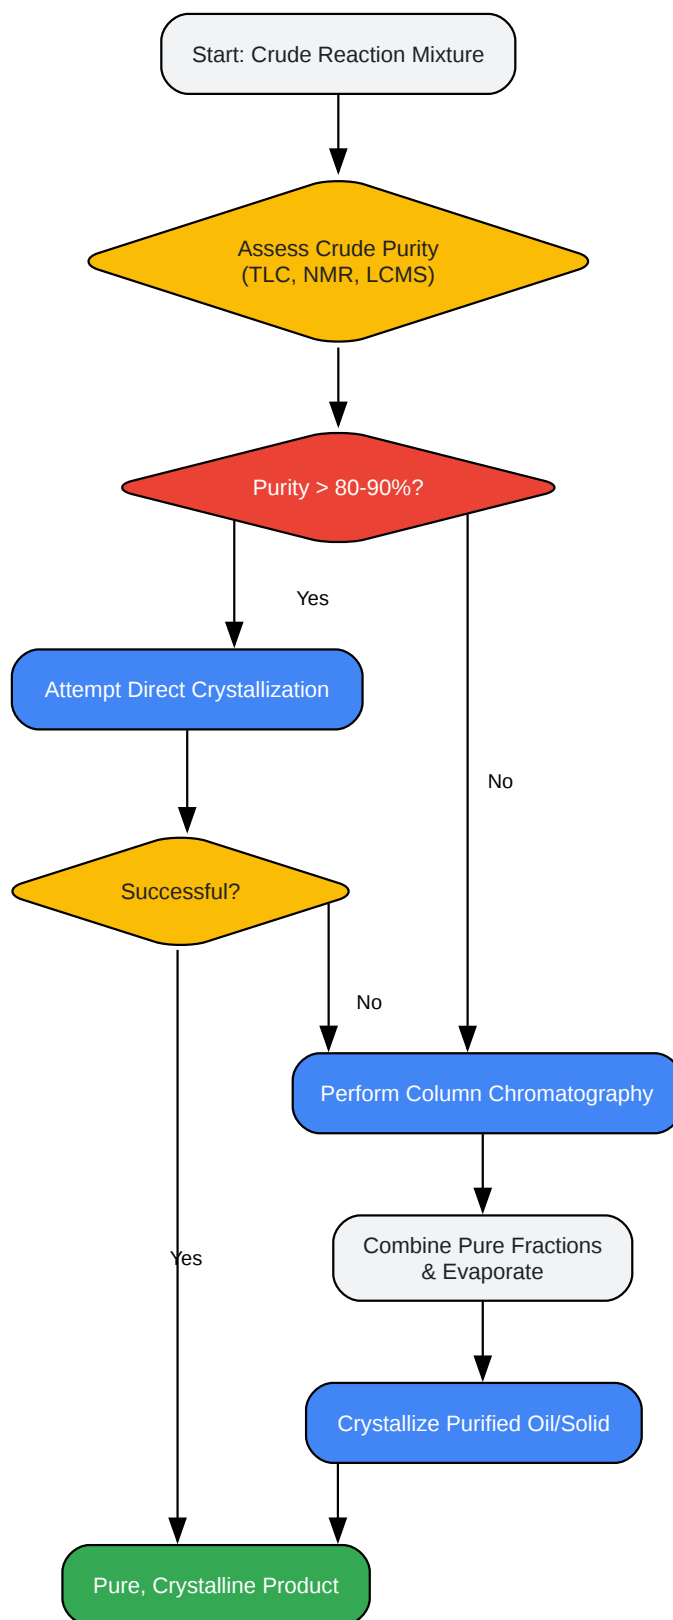 Start: Crude Reaction Mixture
Assess Crude Purity
(TLC, NMR, LCMS)
Purity > 80-90%?
Yes
Attempt Direct Crystallization
No
Successful?
No
Perform Column Chromatography
Combine Pure Fractions
& Evaporate
Yes
Crystallize Purified Oil/Solid
Pure, Crystalline Product